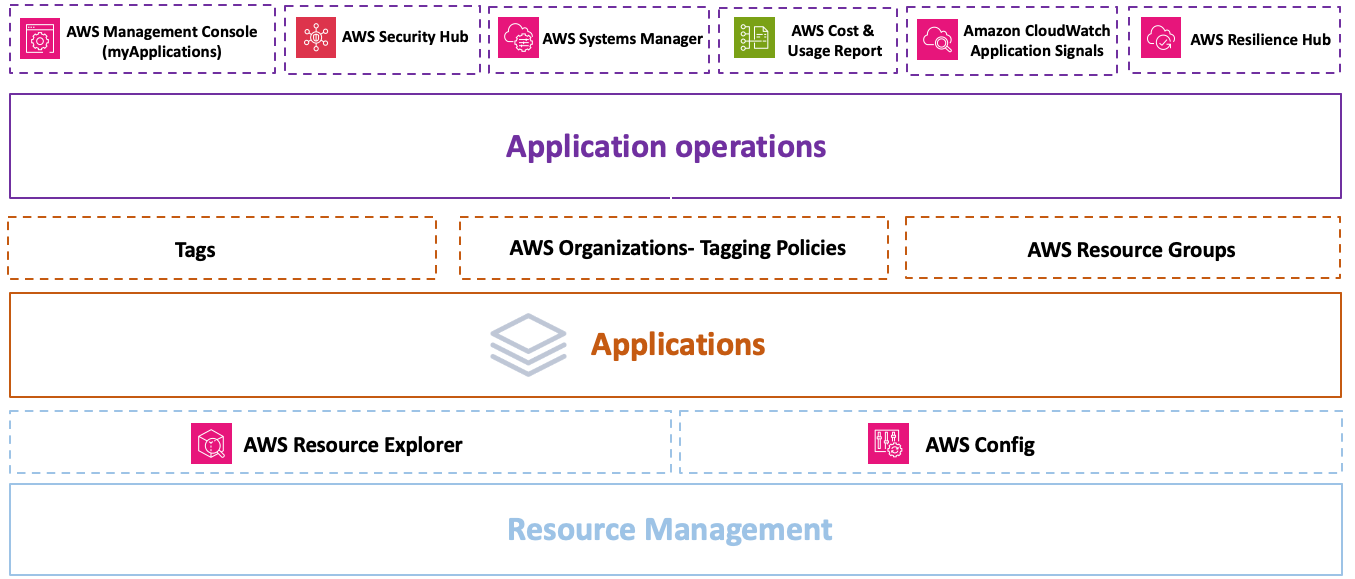 AWS Management Console
(myApplications)
AWS Security Hub
AWS Systems Manager
AWS Cost &
Usage Report
Amazon CloudWatch
Application Signals
AWS Resilience Hub
Application operations
Tags
AWS Organizations- Tagging Policies
AWS Resource Groups
Applications
AWS Resource Explorer
AWS Config
Resource Management